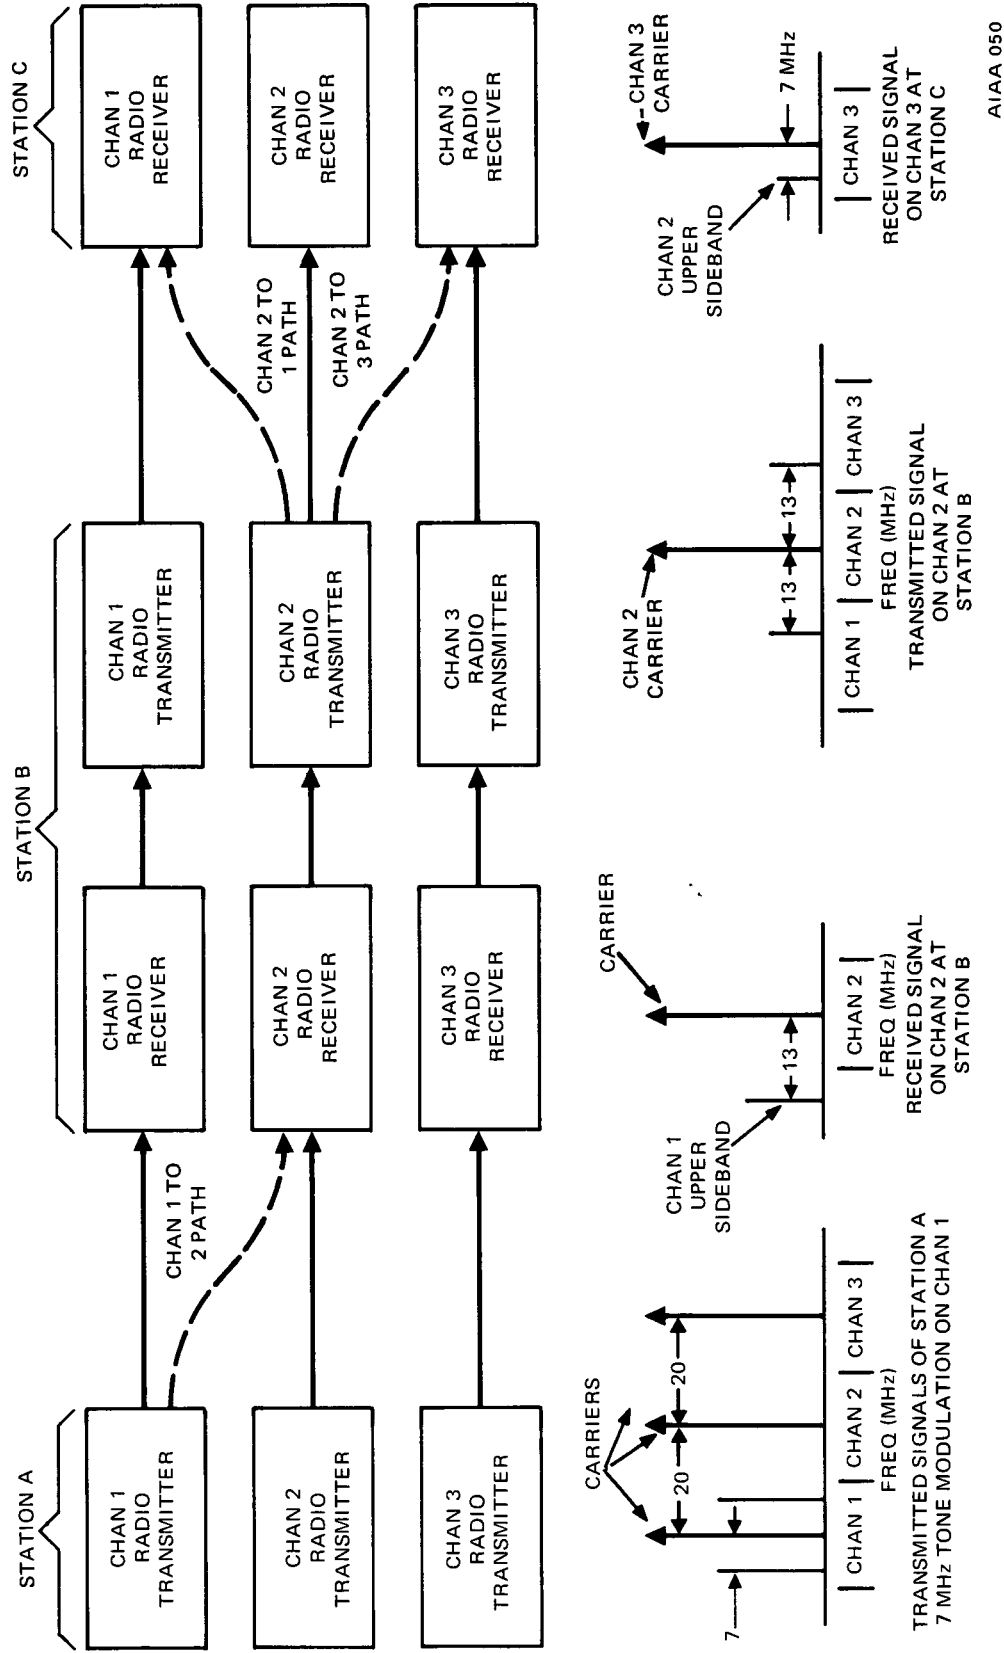 STATION A
STATION B
STATION C
CHAN 1
RADIO
TRANSMITTER
CHAN 1
RADIO
RECEIVER
CHAN 1
RADIO
TRANSMITTER
CHAN 1
RADIO
RECEIVER
CHAN 1 TO
2 PATH
CHAN 2
RADIO
TRANSMITTER
CHAN 2
RADIO
RECEIVER
CHAN 2
RADIO
TRANSMITTER
CHAN 2 TO
1 PATH
CHAN 2 TO
3 PATH
CHAN 2
RADIO
RECEIVER
CHAN 3
RADIO
TRANSMITTER
CHAN 3
RADIO
RECEIVER
CHAN 3
RADIO
TRANSMITTER
CHAN 3
RADIO
RECEIVER
CARRIERS
7
20
20
CHAN 1
CHAN 2
CHAN 3
FREQ (MHz)
TRANSMITTED SIGNALS OF STATION A
7 MHz TONE MODULATION ON CHAN 1
CHAN 1
UPPER
SIDEBAND
CARRIER
13
CHAN 2
FREQ (MHz)
RECEIVED SIGNAL
ON CHAN 2 AT
STATION B
CHAN 2
CARRIER
13
13
CHAN 1
CHAN 2
CHAN 3
FREQ (MHz)
TRANSMITTED SIGNAL
ON CHAN 2 AT
STATION B
CHAN 2
UPPER
SIDEBAND
CHAN 3
CARRIER
7 MHz
CHAN 3
RECEIVED SIGNAL
ON CHAN 3 AT
STATION C
AIAA 050